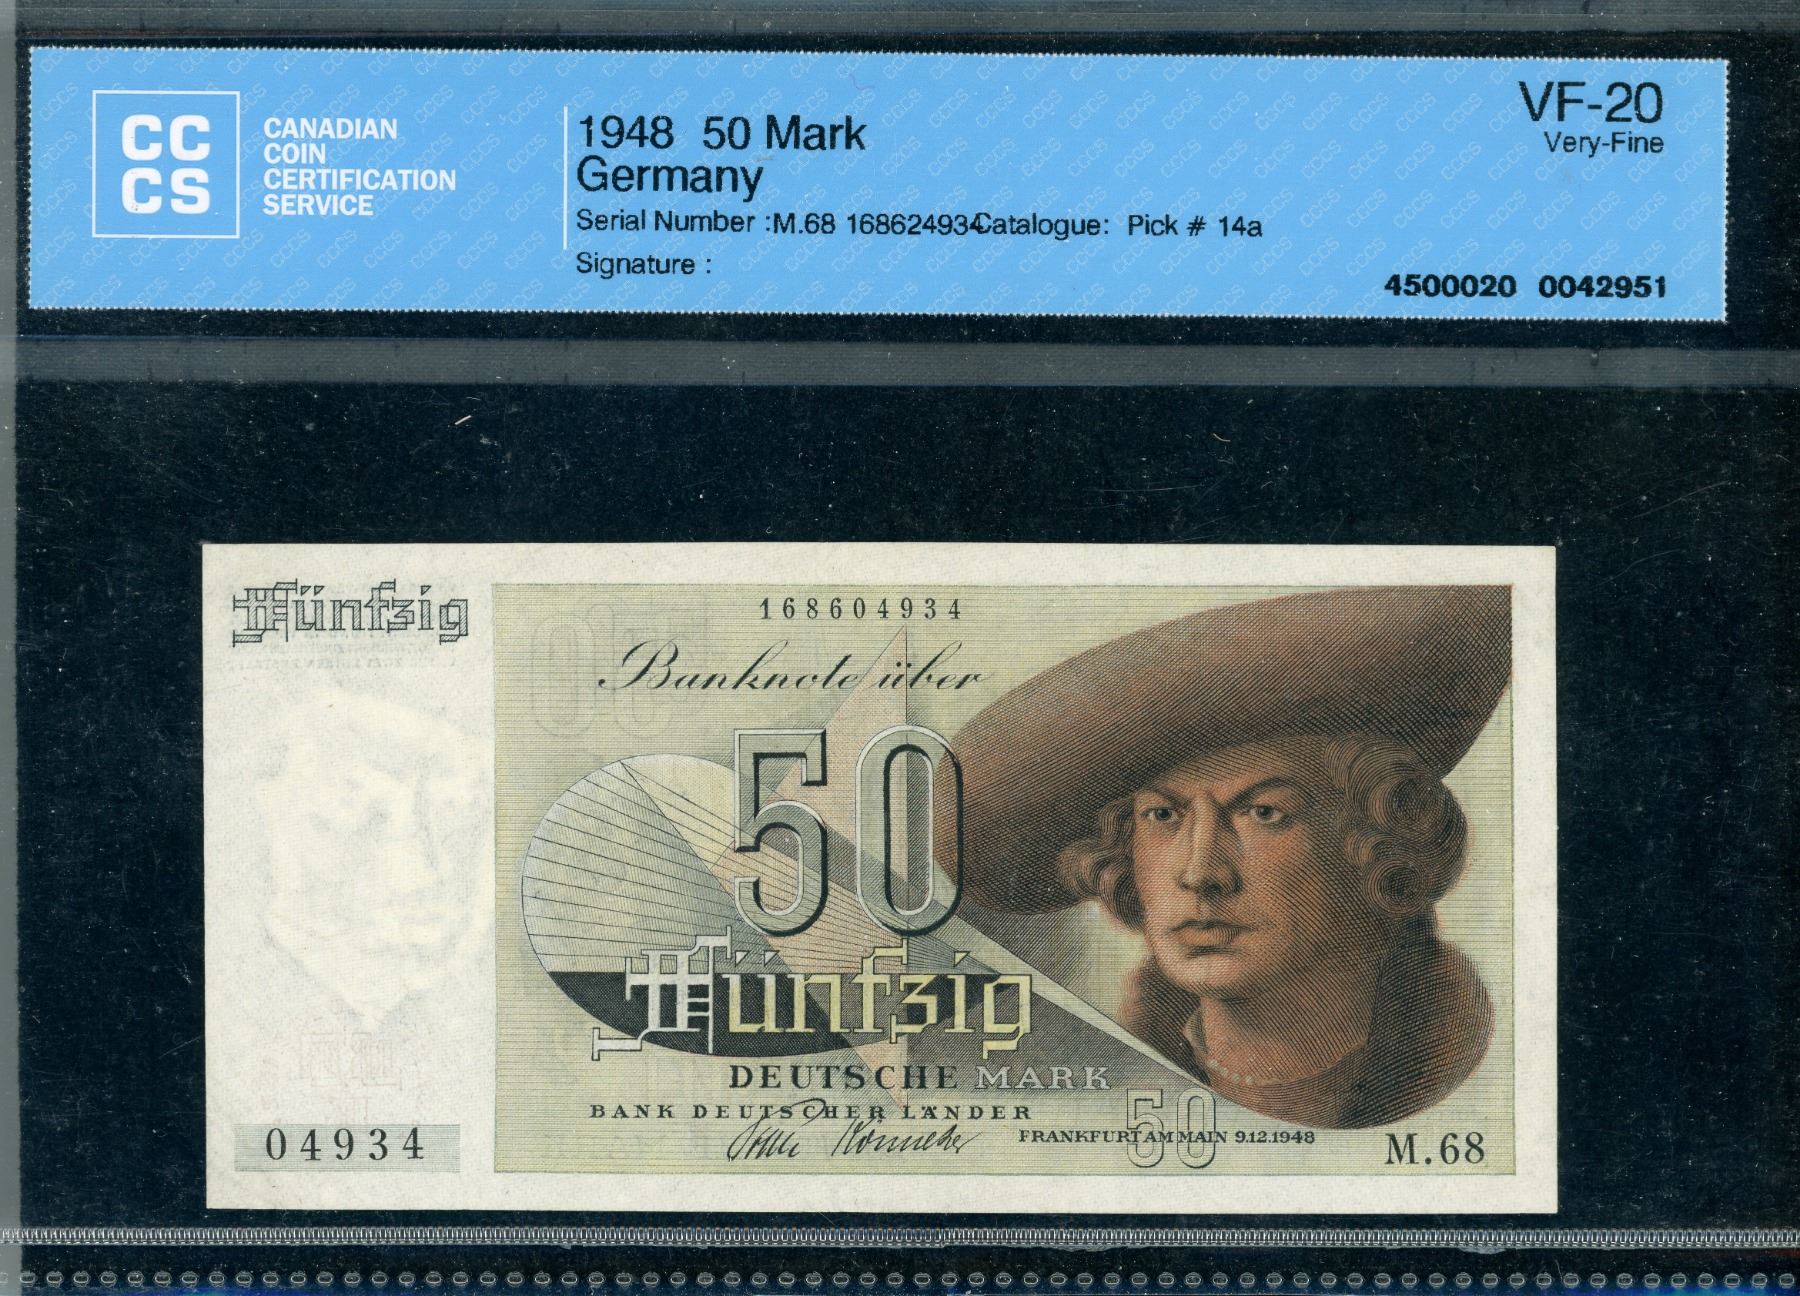 CC
CS
CANADIAN
COIN
CERTIFICATION
SERVICE
1948 50 Mark
Germany
Serial Number :M.68 168624934 Catalogue: Pick # 14a
Signature :
VF-20
Very-Fine
4500020 0042951
Fünfzig
168604934
Banknote über
50
Fünfzig
DEUTSCHE MARK
BANK DEUTSCHER LÄNDER
FRANKFURT AM MAIN 9.12.1948
50
04934
M.68